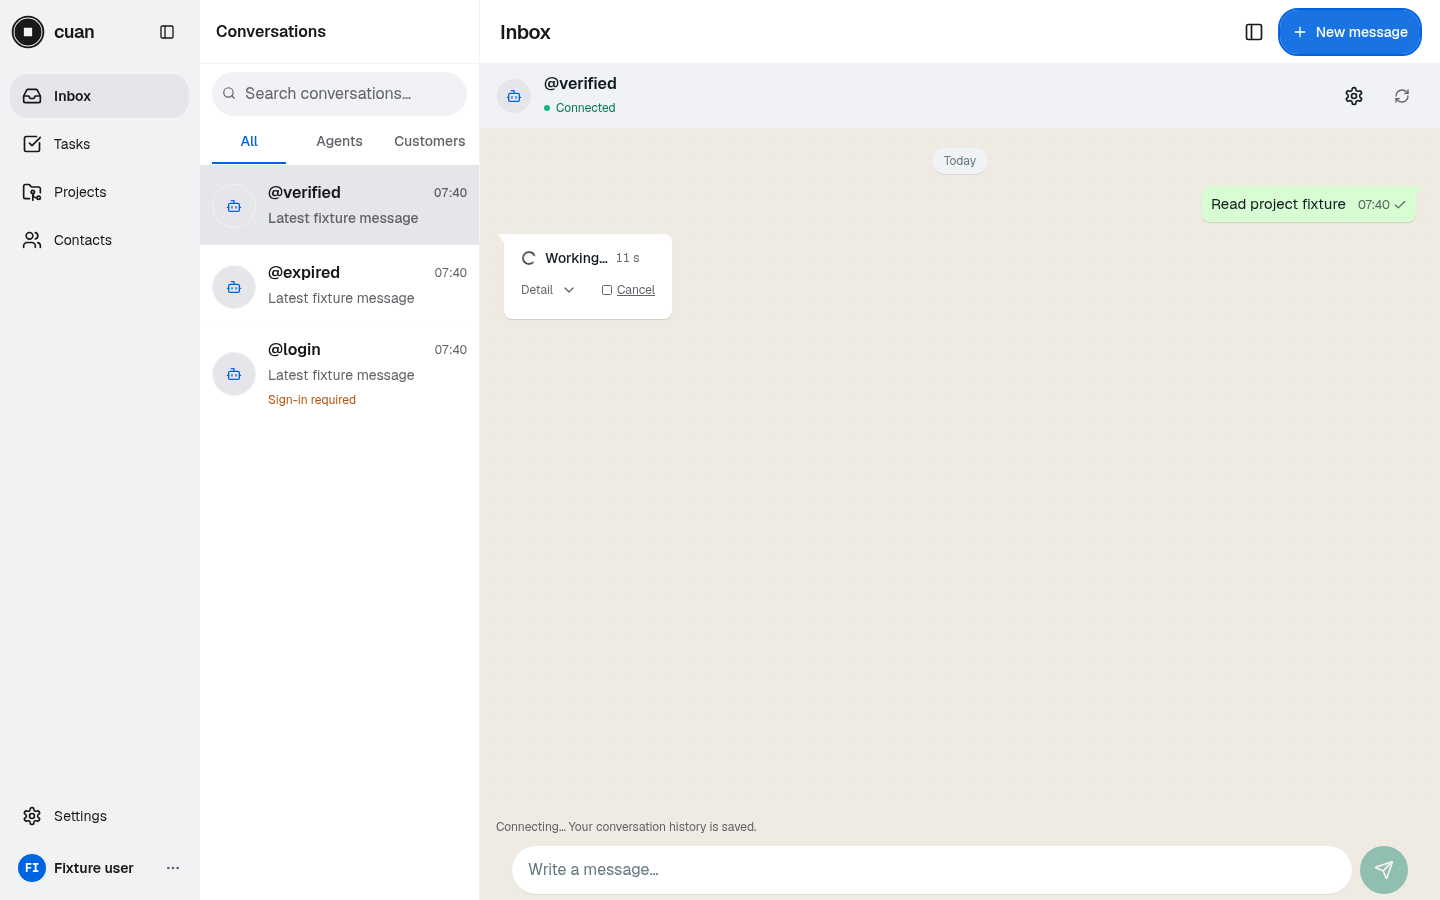 cuan
Inbox
Tasks
Projects
Contacts
Settings
FI
Fixture user
Conversations
Search conversations...
All
Agents
Customers
@verified
07:40
Latest fixture message
@expired
07:40
Latest fixture message
@login
07:40
Latest fixture message
Sign-in required
Inbox
New message
@verified
Connected
Today
Read project fixture 07:40
Working... 11 s
Detail
Cancel
Connecting... Your conversation history is saved.
Write a message...